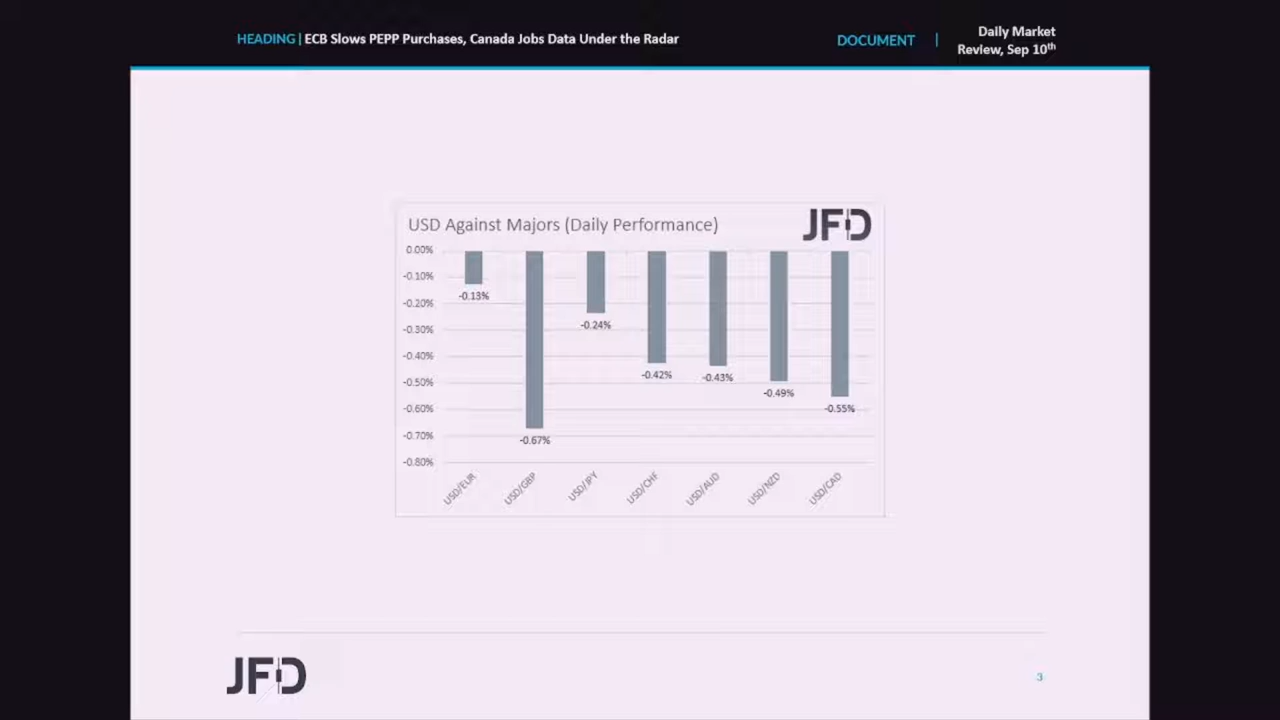 HEADING | ECB Slows PEPP Purchases, Canada Jobs Data Under the Radar
DOCUMENT |
Daily Market
Review, Sep 10th
USD Against Majors (Daily Performance)
JFD
0.00%
-0.10%
-0.20%
-0.30%
-0.40%
-0.50%
-0.60%
-0.70%
-0.80%
-0.13%
-0.67%
-0.24%
-0.42%
-0.43%
-0.49%
-0.55%
USD/EUR
USD/GBP
USD/JPY
USD/CHF
USD/AUD
USD/NZD
USD/CAD
JFD
3